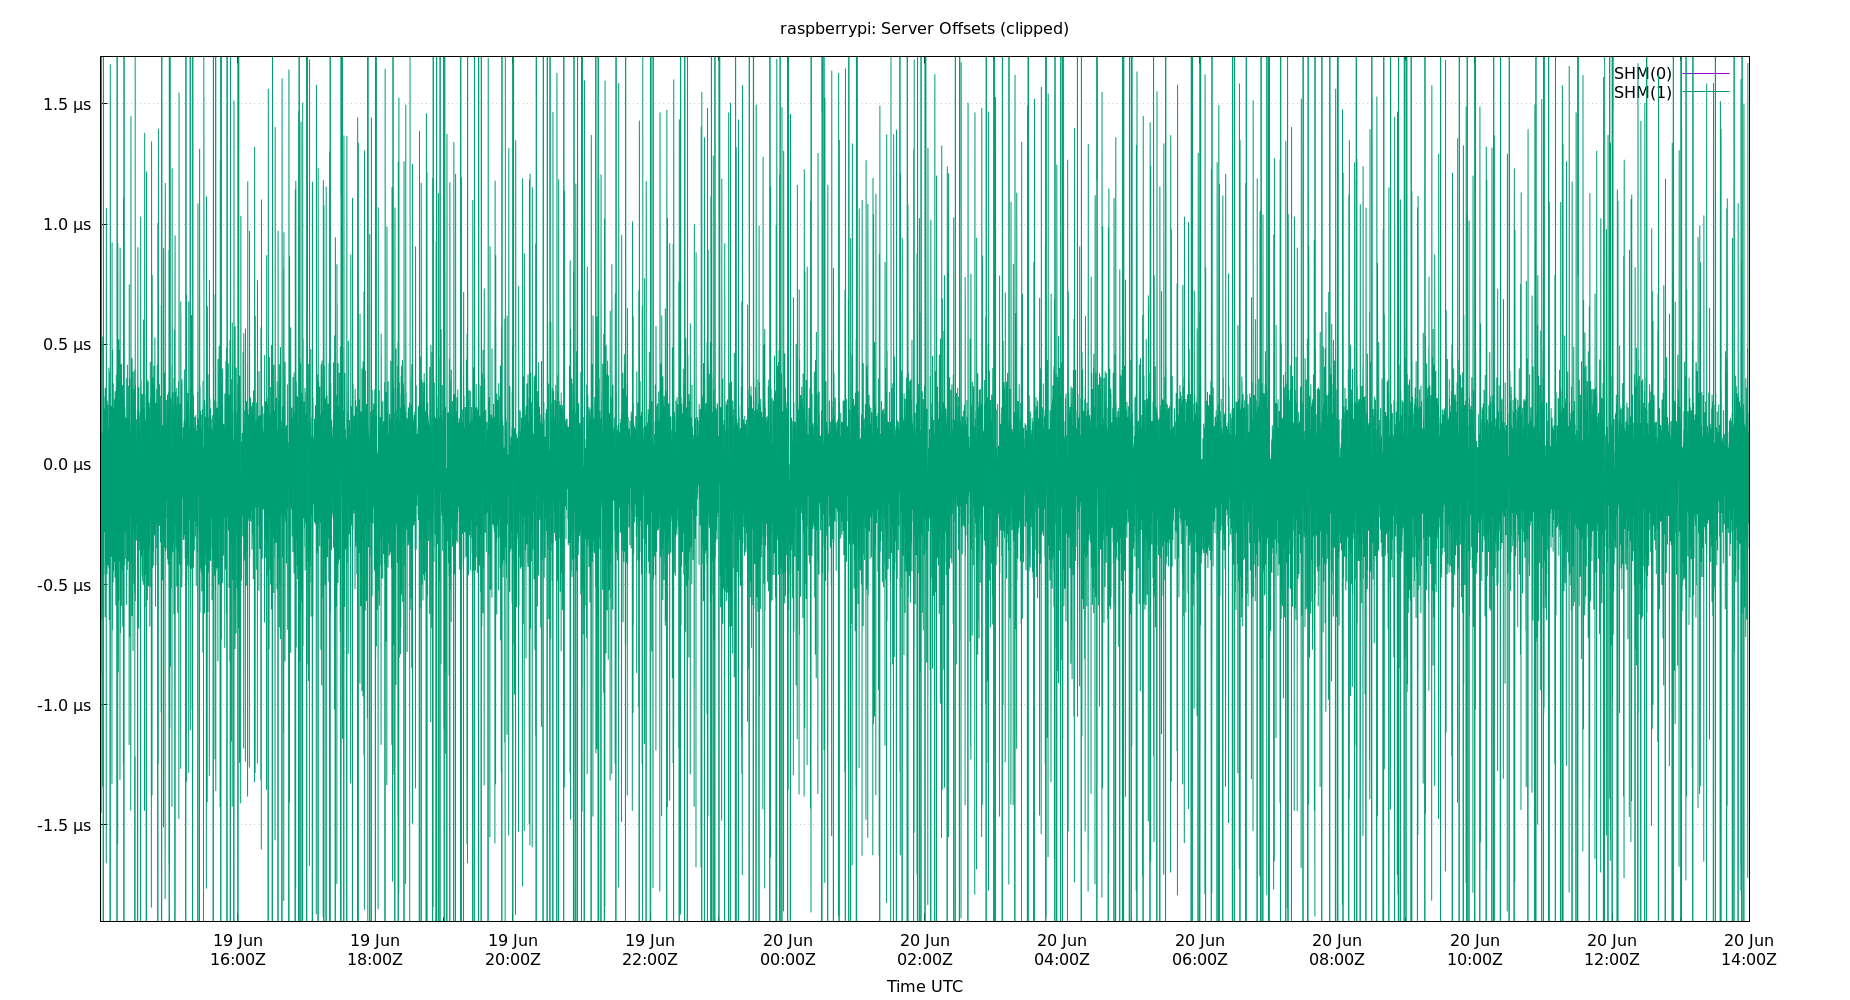 raspberrypi: Server Offsets (clipped)
SHM(0)
SHM(1)
1.5 µs
1.0 µs
0.5 µs
0.0 µs
-0.5 µs
-1.0 µs
-1.5 µs
19 Jun 19 Jun 19 Jun 19 Jun 20 Jun 20 Jun 20 Jun 20 Jun 20 Jun 20 Jun 20 Jun 20 Jun
16:00Z 18:00Z 20:00Z 22:00Z 00:00Z 02:00Z 04:00Z 06:00Z 08:00Z 10:00Z 12:00Z 14:00Z
Time UTC